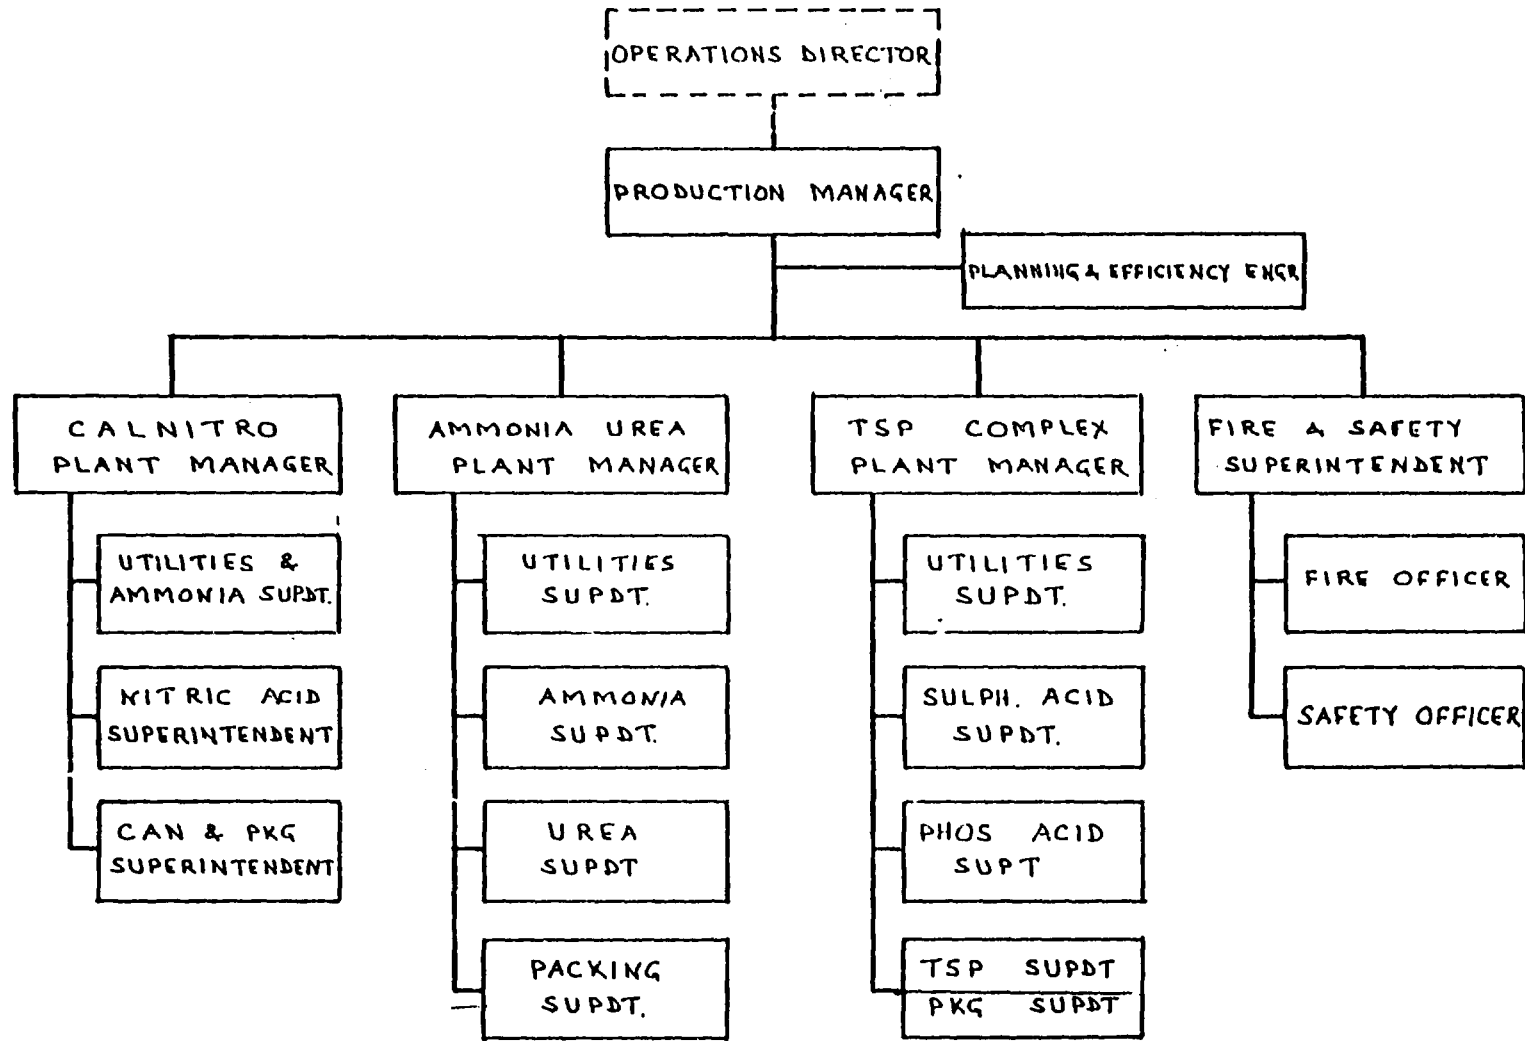 OPERATIONS DIRECTOR
PRODUCTION MANAGER
PLANNING & EFFICIENCY ENGR
CALNITRO
PLANT MANAGER
UTILITIES &
AMMONIA SUPDT.
NITRIC ACID
SUPERINTENDENT
CAN & PKG
SUPERINTENDENT
AMMONIA UREA
PLANT MANAGER
UTILITIES
SUPDT.
AMMONIA
SUPDT.
UREA
SUPDT
PACKING
SUPDT.
TSP COMPLEX
PLANT MANAGER
UTILITIES
SUPDT.
SULPH. ACID
SUPDT.
PHOS ACID
SUPT
TSP SUPDT
PKG SUPDT
FIRE & SAFETY
SUPERINTENDENT
FIRE OFFICER
SAFETY OFFICER